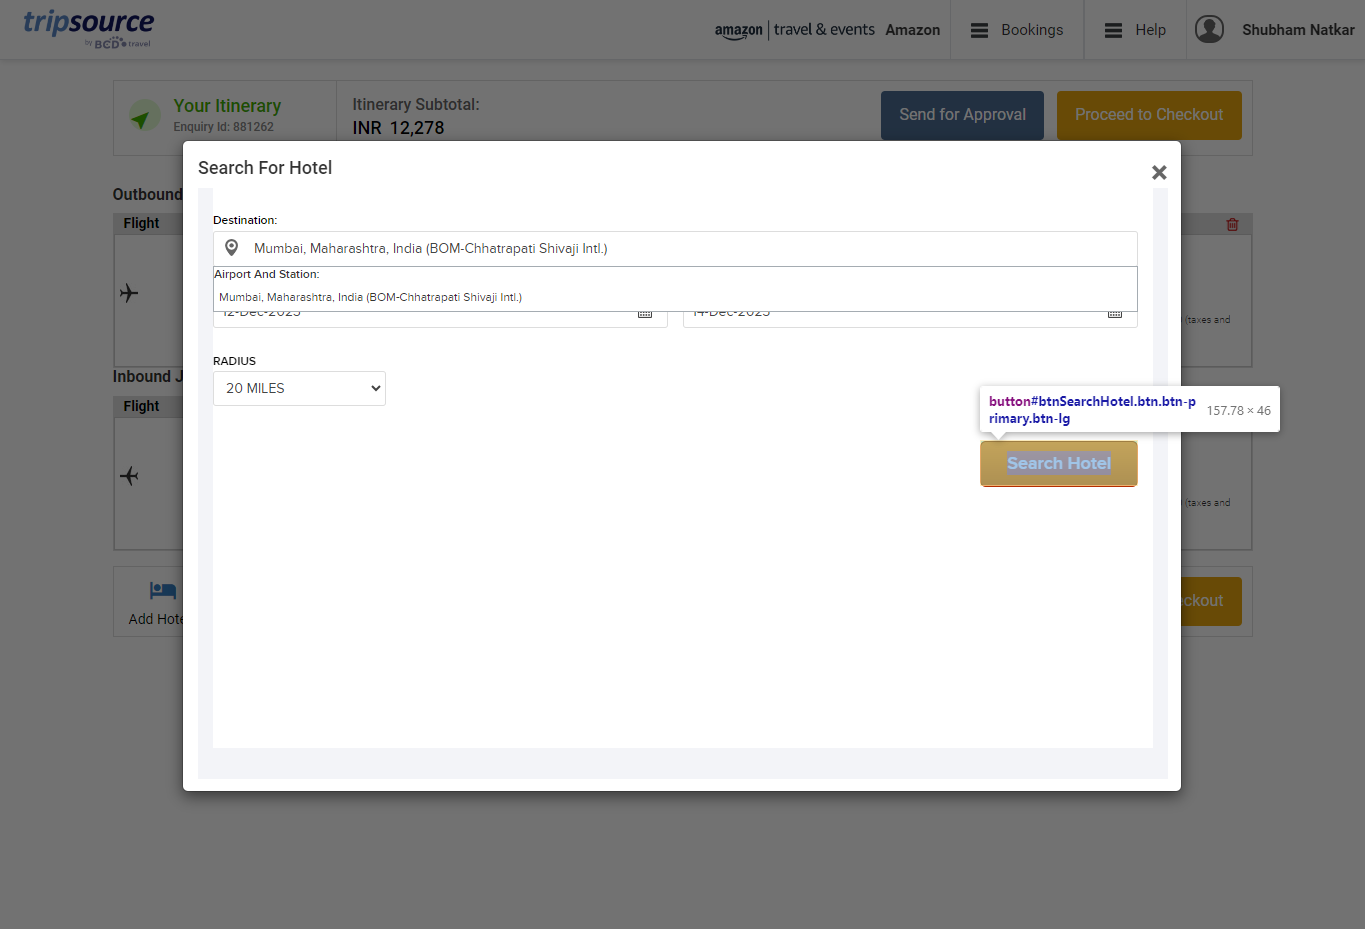 tripsource
by BCD travel
amazon | travel & events Amazon
Bookings
Help
Shubham Natkar
Your Itinerary
Enquiry Id: 881262
Itinerary Subtotal:
INR 12,278
Send for Approval
Proceed to Checkout
Search For Hotel
×
Outbound
Flight
Destination:
Mumbai, Maharashtra, India (BOM-Chhatrapati Shivaji Intl.)
Airport And Station:
Mumbai, Maharashtra, India (BOM-Chhatrapati Shivaji Intl.)
12-Dec-2025
14-Dec-2025
(taxes and
RADIUS
20 MILES
Inbound J
Flight
button#btnSearchHotel.btn.btn-p
rimary.btn-lg
157.78 × 46
Search Hotel
(taxes and
Add Hote
ckout